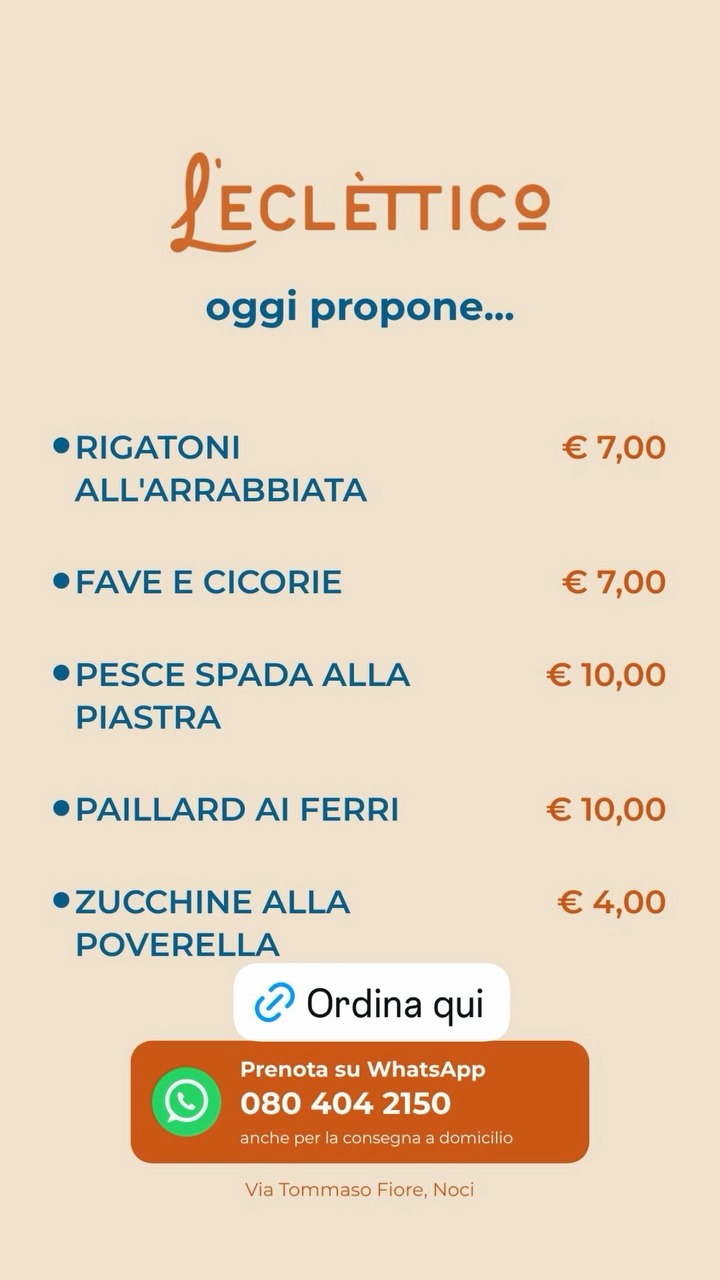 L'ECLÈTTICO
oggi propone...
•RIGATONI € 7,00
ALL'ARRABBIATA
•FAVE E CICORIE € 7,00
•PESCE SPADA ALLA € 10,00
PIASTRA
•PAILLARD AI FERRI € 10,00
•ZUCCHINE ALLA € 4,00
POVERELLA
Ordina qui
Prenota su WhatsApp
080 404 2150
anche per la consegna a domicilio
Via Tommaso Fiore, Noci